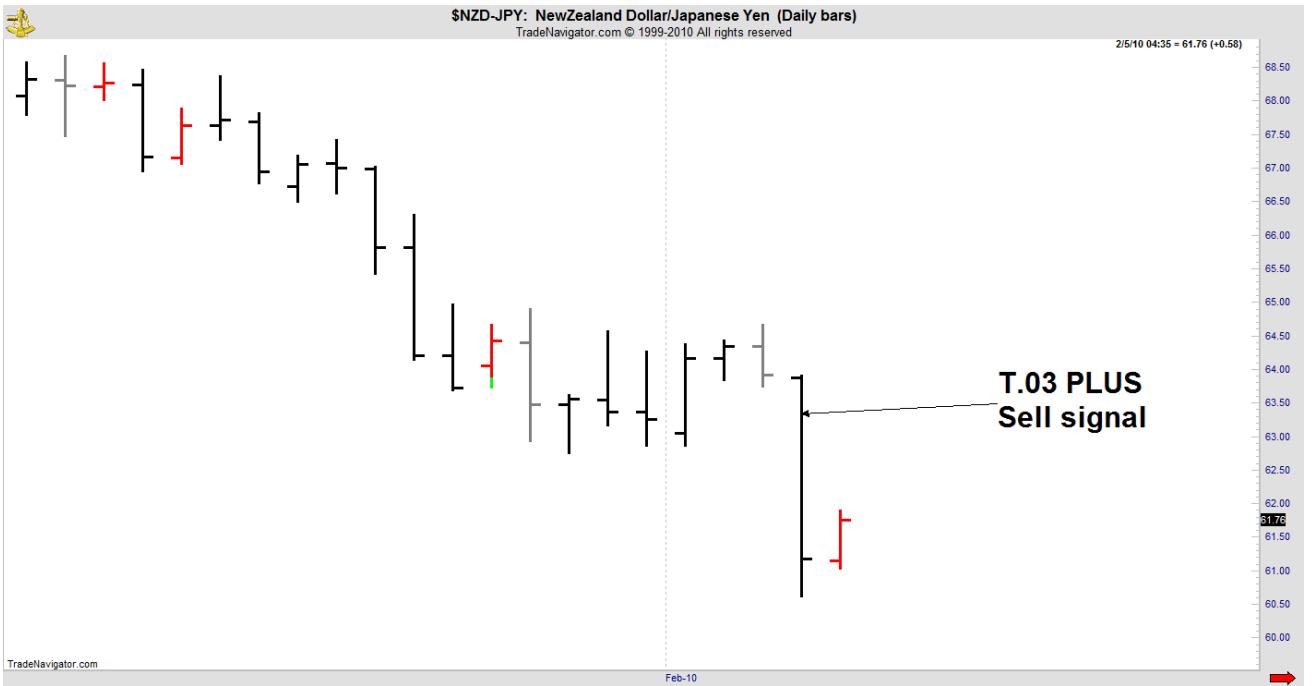 $NZD-JPY: NewZealand Dollar/Japanese Yen (Daily bars)
TradeNavigator.com © 1999-2010 All rights reserved
2/5/10 04:35 = 61.76 (+0.58)
68.50
68.00
67.50
67.00
66.50
66.00
65.50
65.00
64.50
64.00
63.50
63.00
62.50
62.00
61.76
61.50
61.00
60.50
60.00
T.03 PLUS
Sell signal
TradeNavigator.com
Feb-10